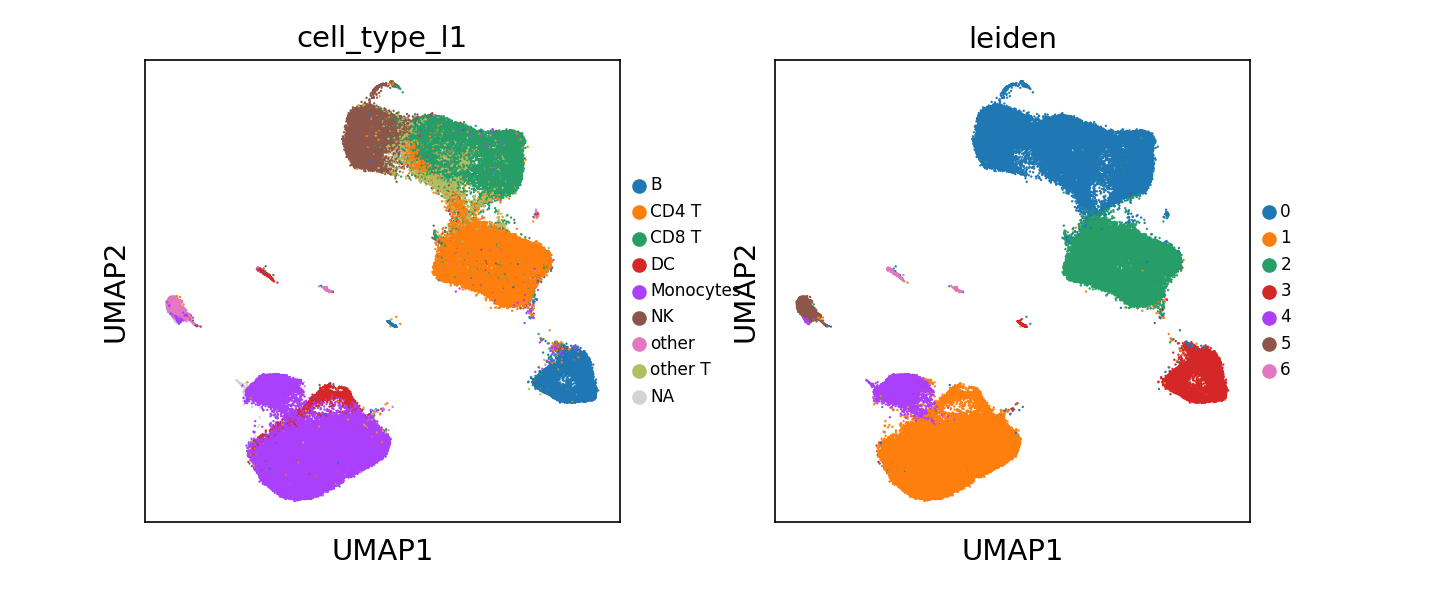 cell_type_l1
UMAP2
UMAP1
B
CD4 T
CD8 T
DC
Monocytes
NK
other
other T
NA
leiden
UMAP2
UMAP1
0
1
2
3
4
5
6